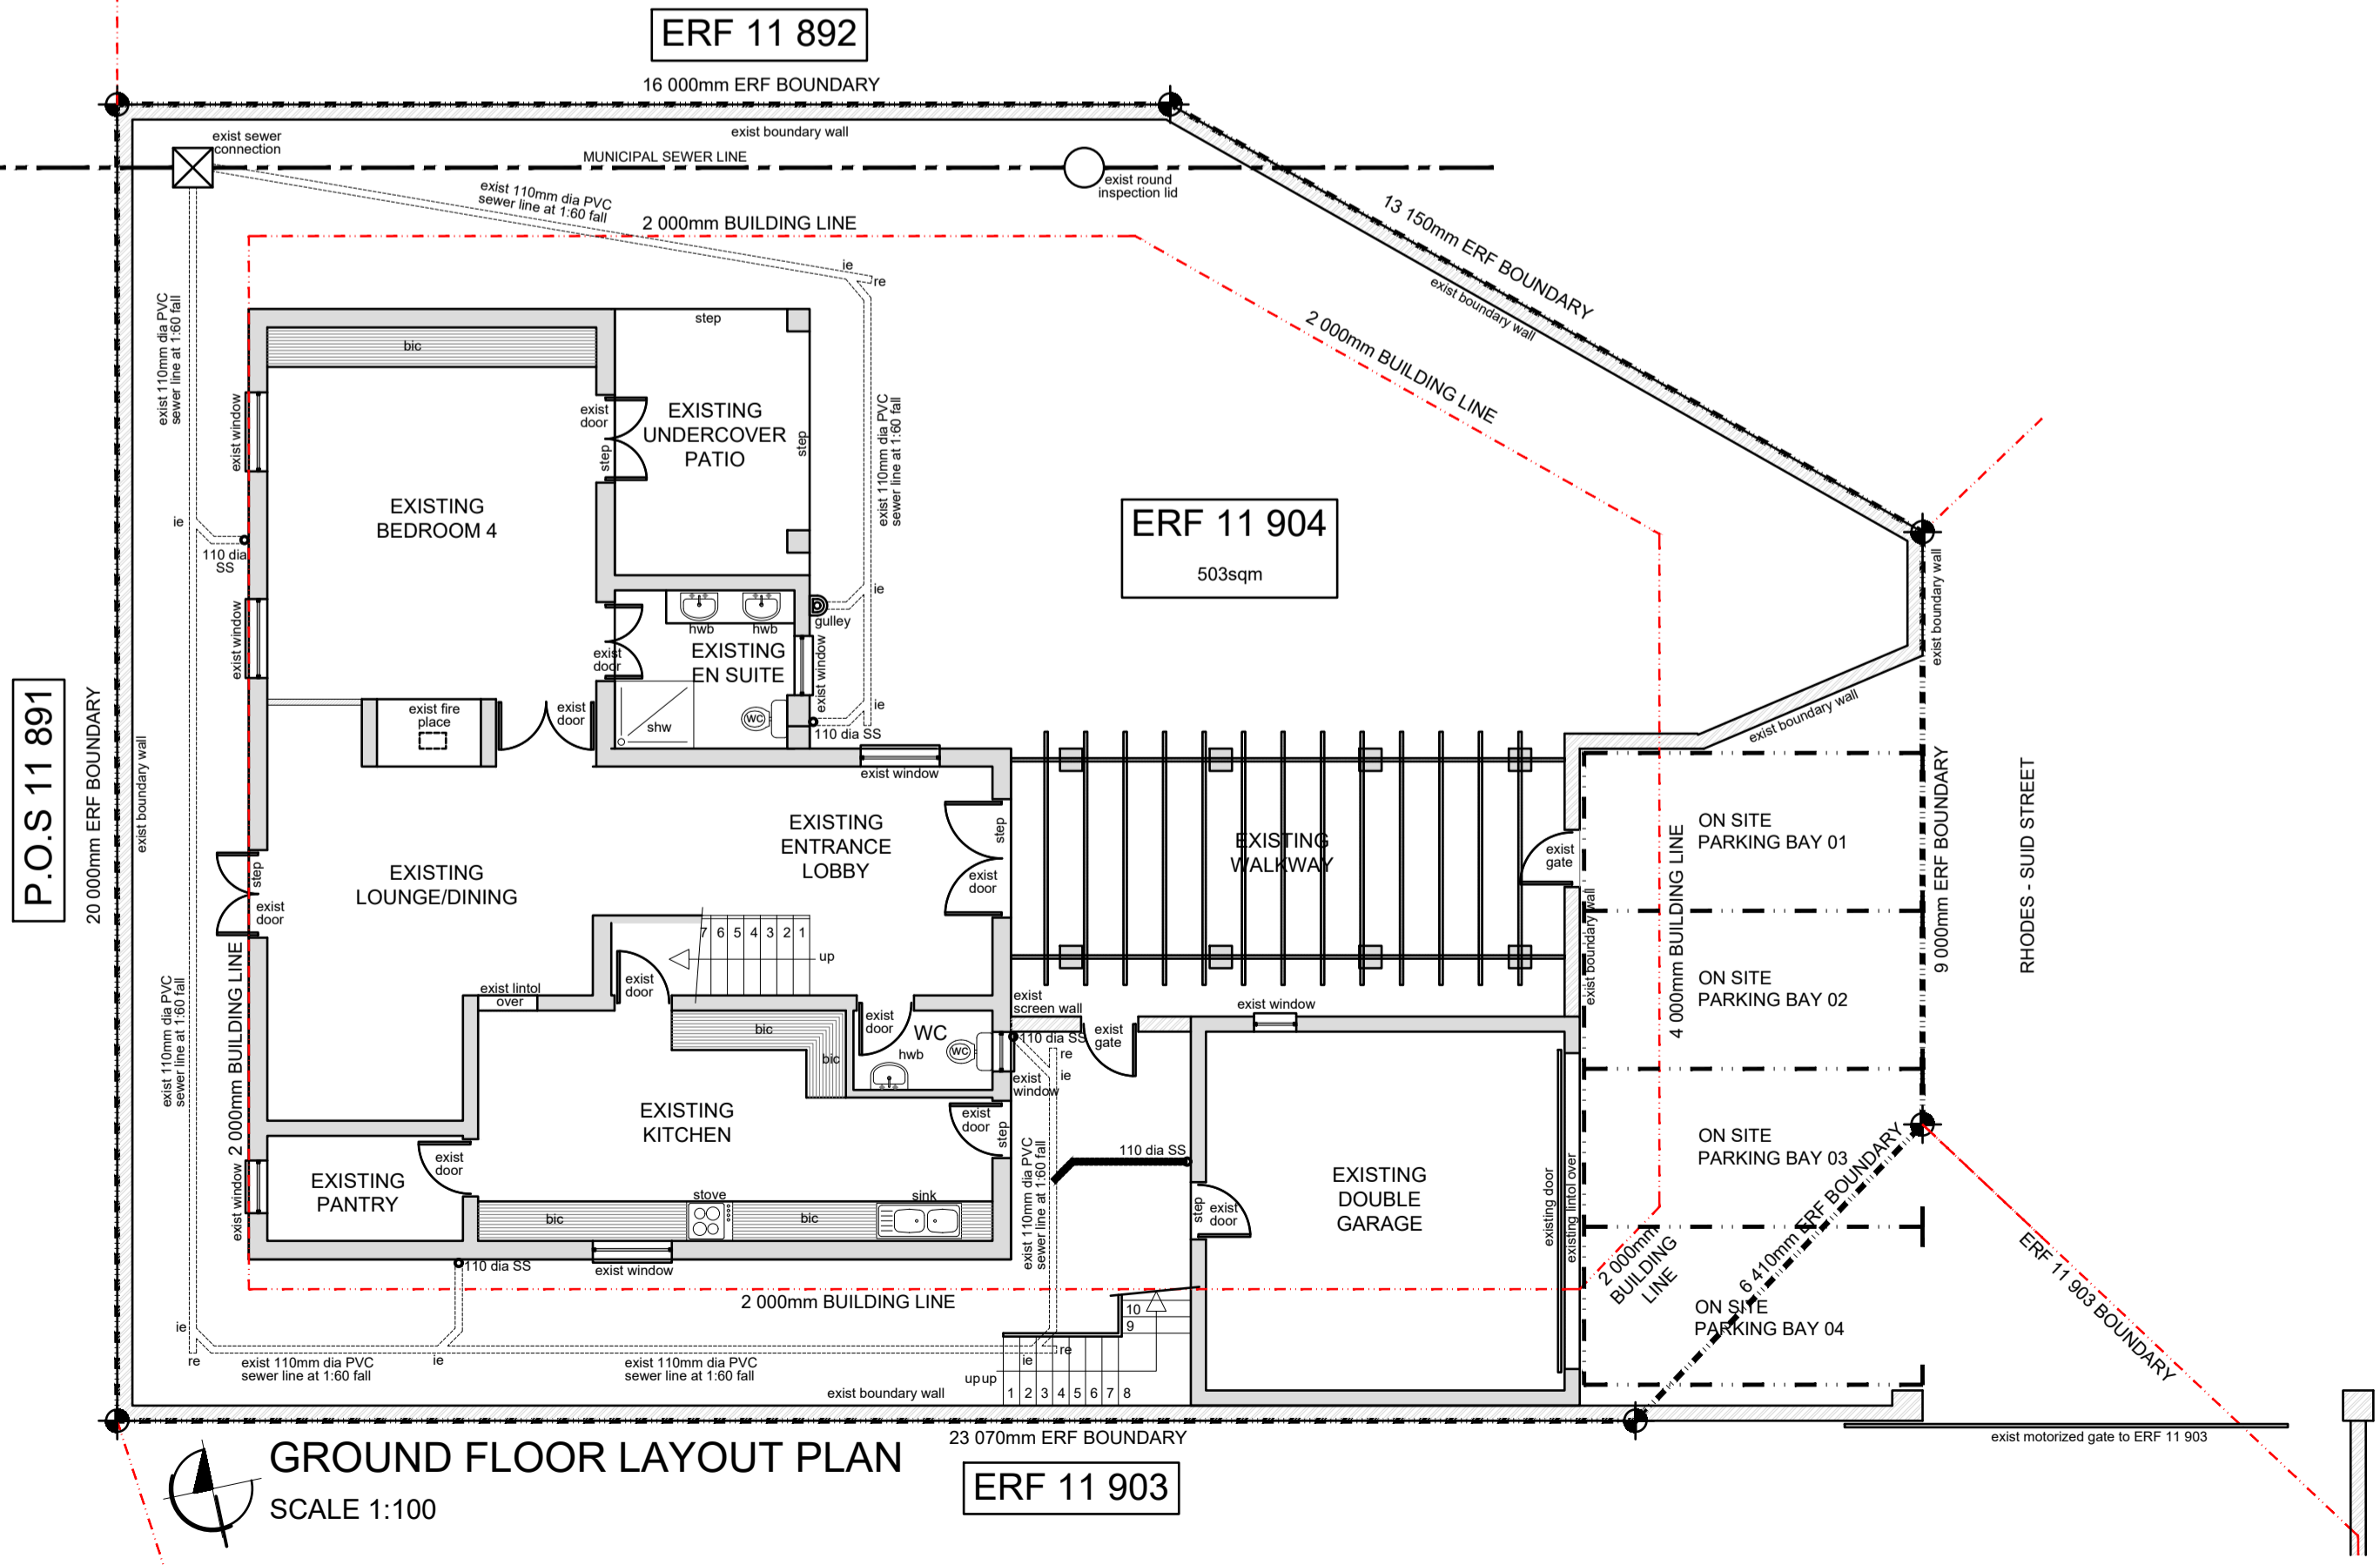 ERF 11 892
16 000mm ERF BOUNDARY
exist boundary wall
exist sewer
connection
MUNICIPAL SEWER LINE
exist round
inspection lid
exist 110mm dia PVC
sewer line at 1:60 fall
2 000mm BUILDING LINE
13 150mm ERF BOUNDARY
exist boundary wall
2 000mm BUILDING LINE
ie
re
exist 110mm dia PVC
sewer line at 1:60 fall
step
bic
exist window
exist
door
step
EXISTING
UNDERCOVER
PATIO
step
exist 110mm dia PVC
sewer line at 1:60 fall
EXISTING
BEDROOM 4
ERF 11 904
503sqm
ie
110 dia
SS
exist boundary wall
ie
hwb
hwb
gulley
exist window
exist
door
EXISTING
EN SUITE
exist window
P.O.S 11 891
20 000mm ERF BOUNDARY
exist boundary wall
exist fire
place
exist
door
shw
WC
ie
110 dia SS
exist boundary wall
exist window
EXISTING
ENTRANCE
LOBBY
step
exist
door
EXISTING
WALKWAY
exist
gate
ON SITE
PARKING BAY 01
9 000mm ERF BOUNDARY
RHODES - SUID STREET
EXISTING
LOUNGE/DINING
step
exist
door
exist boundary wall
4 000mm BUILDING LINE
7 6 5 4 3 2 1
up
exist
door
exist lintol
over
2 000mm BUILDING LINE
exist 110mm dia PVC
sewer line at 1:60 fall
ON SITE
PARKING BAY 02
exist
screen wall
exist window
bic
bic
exist
door
WC
hwb
WC
110 dia SS
re
ie
exist
window
exist
gate
EXISTING
KITCHEN
exist
door
step
exist 110mm dia PVC
sewer line at 1:60 fall
110 dia SS
ON SITE
PARKING BAY 03
exist
door
EXISTING
PANTRY
exist window
EXISTING
DOUBLE
GARAGE
step
exist
door
existing door
existing lintol over
stove
sink
bic
bic
exist window
110 dia SS
2 000mm BUILDING LINE
2 000mm
BUILDING
LINE
6 410mm ERF BOUNDARY
ERF 11 903 BOUNDARY
ON SITE
PARKING BAY 04
10
9
ie
re
exist 110mm dia PVC
sewer line at 1:60 fall
ie
exist 110mm dia PVC
sewer line at 1:60 fall
ie
re
upup
1 2 3 4 5 6 7 8
exist boundary wall
23 070mm ERF BOUNDARY
exist motorized gate to ERF 11 903
GROUND FLOOR LAYOUT PLAN
SCALE 1:100
ERF 11 903